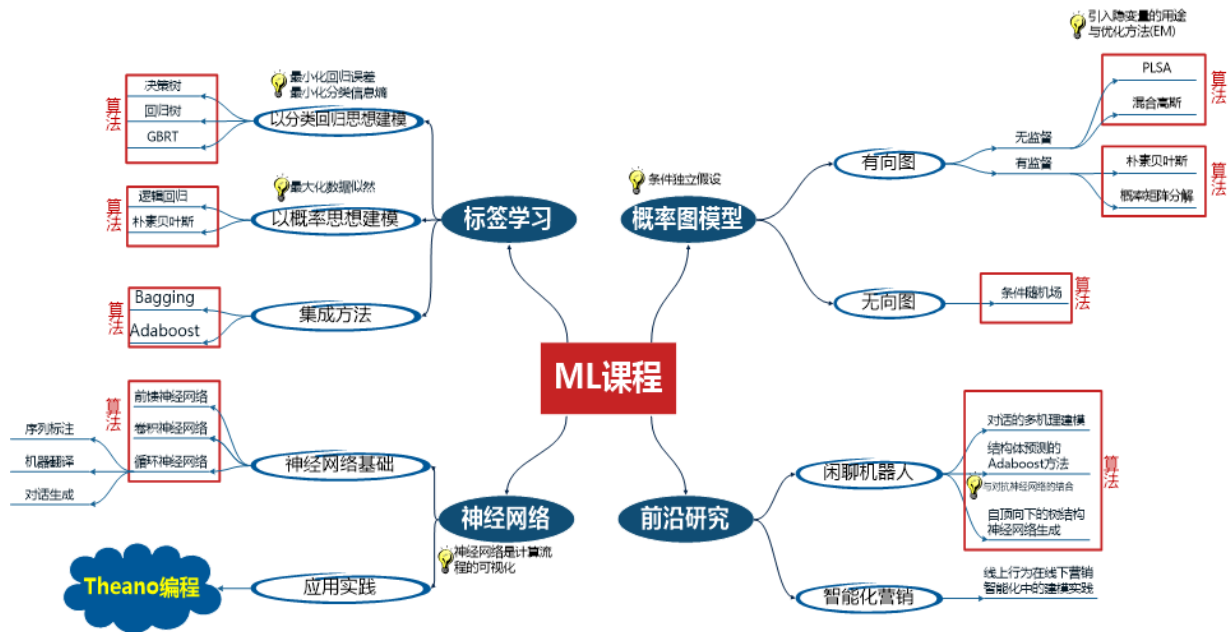 ML课程
标签学习
最小化回归误差
最小化分类信息熵
以分类回归思想建模
算法
决策树
回归树
GBRT
最大化数据似然
以概率思想建模
算法
逻辑回归
朴素贝叶斯
集成方法
算法
Bagging
Adaboost
概率图模型
条件独立假设
引入隐变量的用途
与优化方法(EM)
有向图
无监督
PLSA
混合高斯
算法
有监督
朴素贝叶斯
概率矩阵分解
算法
无向图
条件随机场
算法
神经网络
神经网络是计算流
程的可视化
神经网络基础
算法
前馈神经网络
卷积神经网络
循环神经网络
序列标注
机器翻译
对话生成
应用实践
Theano编程
前沿研究
闲聊机器人
对话的多机理建模
结构体预测的
Adaboost方法
与对抗神经网络的结合
自顶向下的树结构
神经网络生成
算法
智能化营销
线上行为在线下营销
智能化中的建模实践